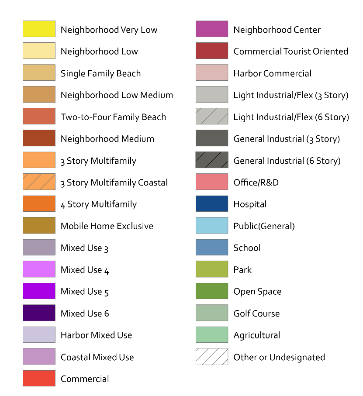 Neighborhood Very Low
Neighborhood Low
Single Family Beach
Neighborhood Low Medium
Two-to-Four Family Beach
Neighborhood Medium
3 Story Multifamily
3 Story Multifamily Coastal
4 Story Multifamily
Mobile Home Exclusive
Mixed Use 3
Mixed Use 4
Mixed Use 5
Mixed Use 6
Harbor Mixed Use
Coastal Mixed Use
Commercial
Neighborhood Center
Commercial Tourist Oriented
Harbor Commercial
Light Industrial/Flex (3 Story)
Light Industrial/Flex (6 Story)
General Industrial (3 Story)
General Industrial (6 Story)
Office/R&D
Hospital
Public(General)
School
Park
Open Space
Golf Course
Agricultural
Other or Undesignated